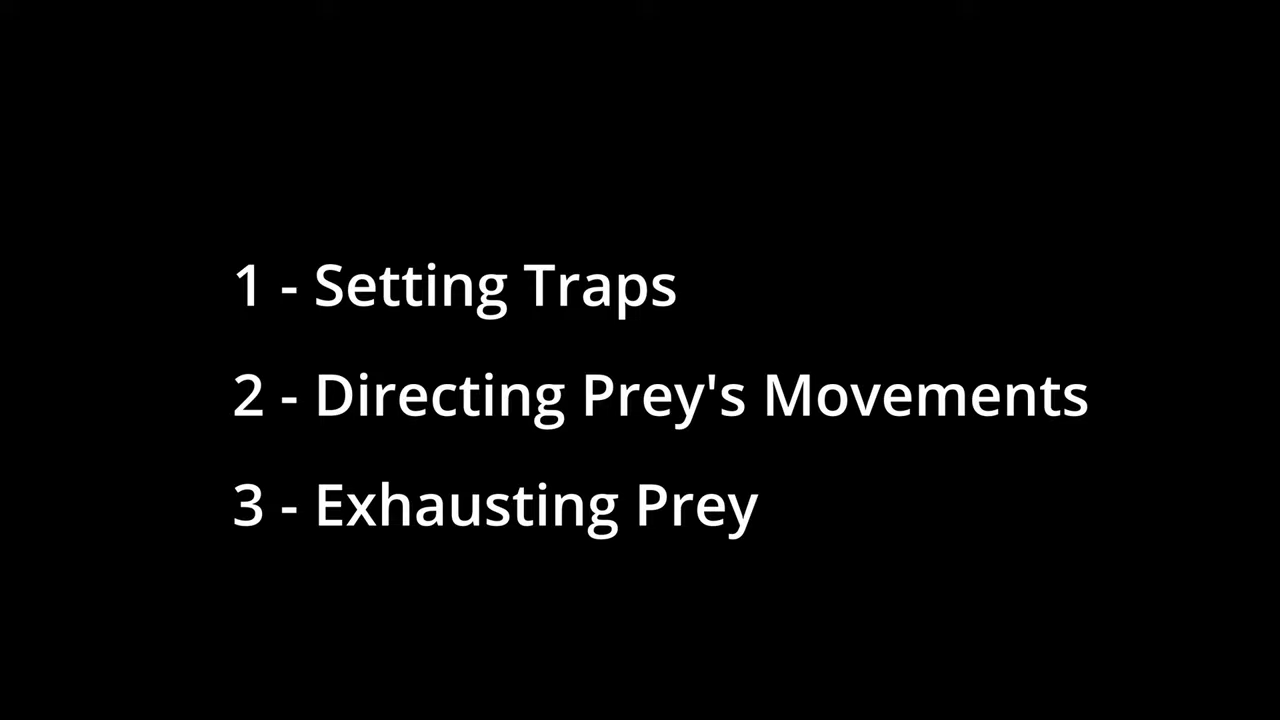 1 - Setting Traps
2 - Directing Prey's Movements
3 - Exhausting Prey